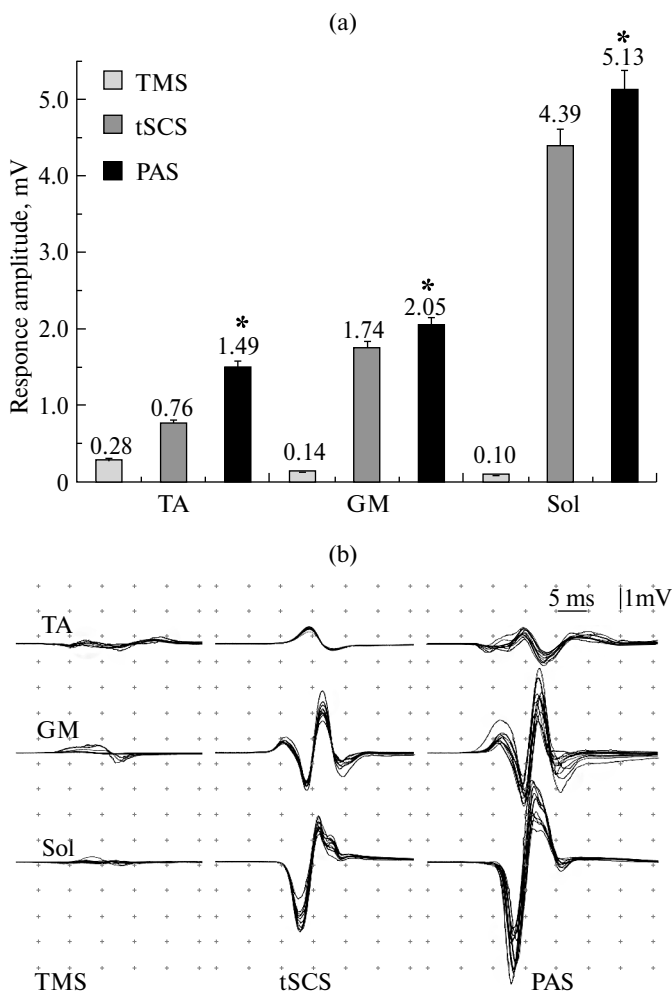 (a)
Responce amplitude, mV
5.0
4.0
3.0
2.0
1.0
0
TMS
tSCS
PAS
0.28
0.76
*
1.49
0.14
1.74
*
2.05
0.10
4.39
*
5.13
TA GM Sol
(b)
5 ms 1mV
TA
GM
Sol
TMS tSCS PAS